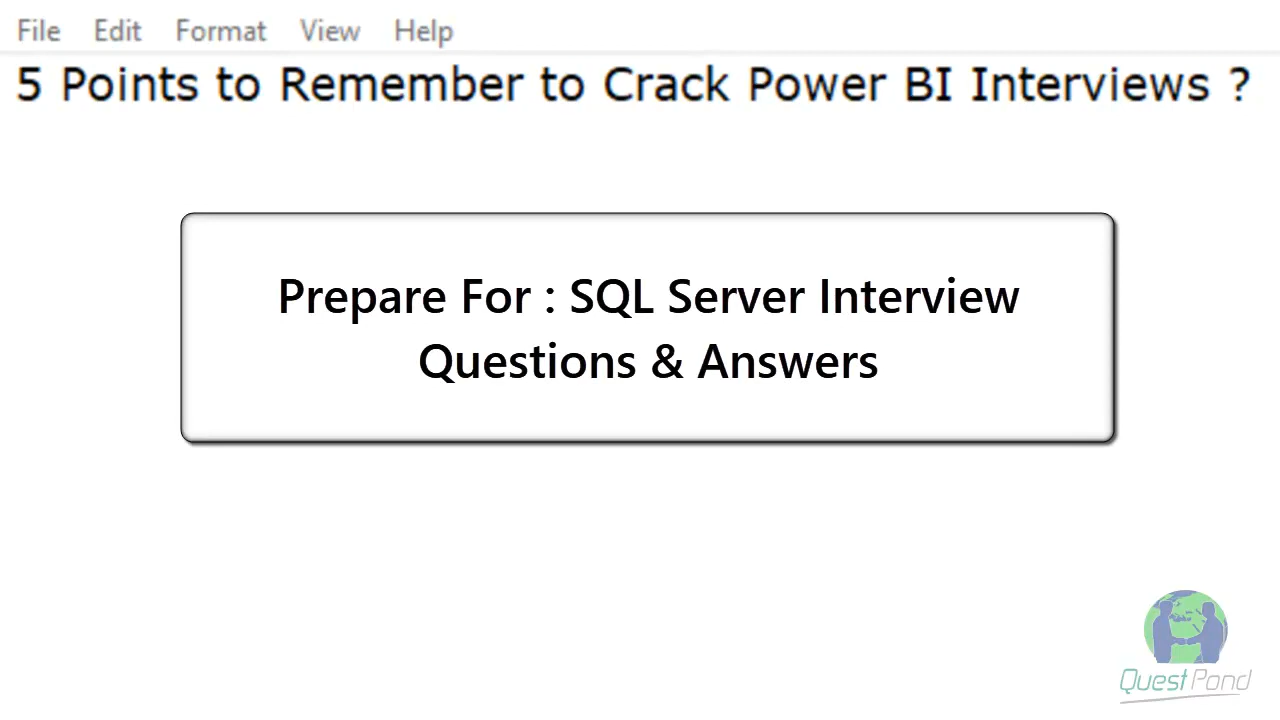 File Edit Format View Help
5 Points to Remember to Crack Power BI Interviews ?
Prepare For : SQL Server Interview
Questions & Answers
QuestPond